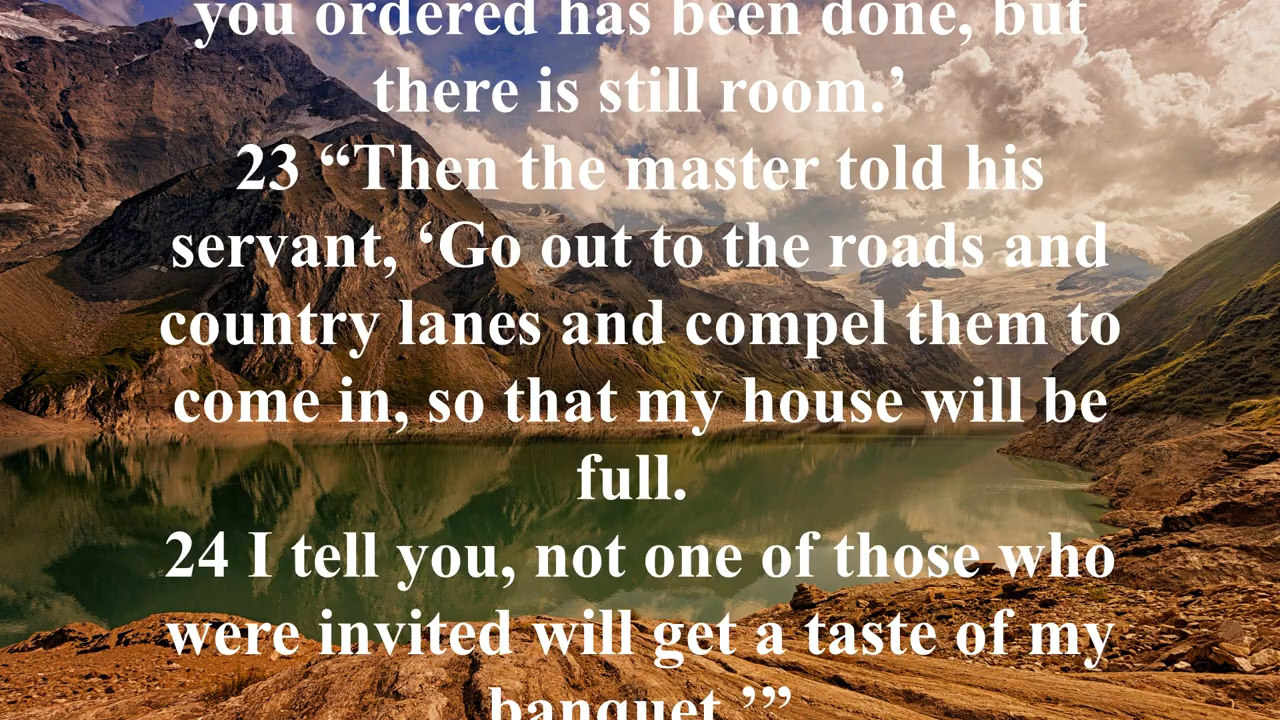 you ordered has been done, but
there is still room.’
23 “Then the master told his
servant, ‘Go out to the roads and
country lanes and compel them to
come in, so that my house will be
full.
24 I tell you, not one of those who
were invited will get a taste of my
banquet.’”